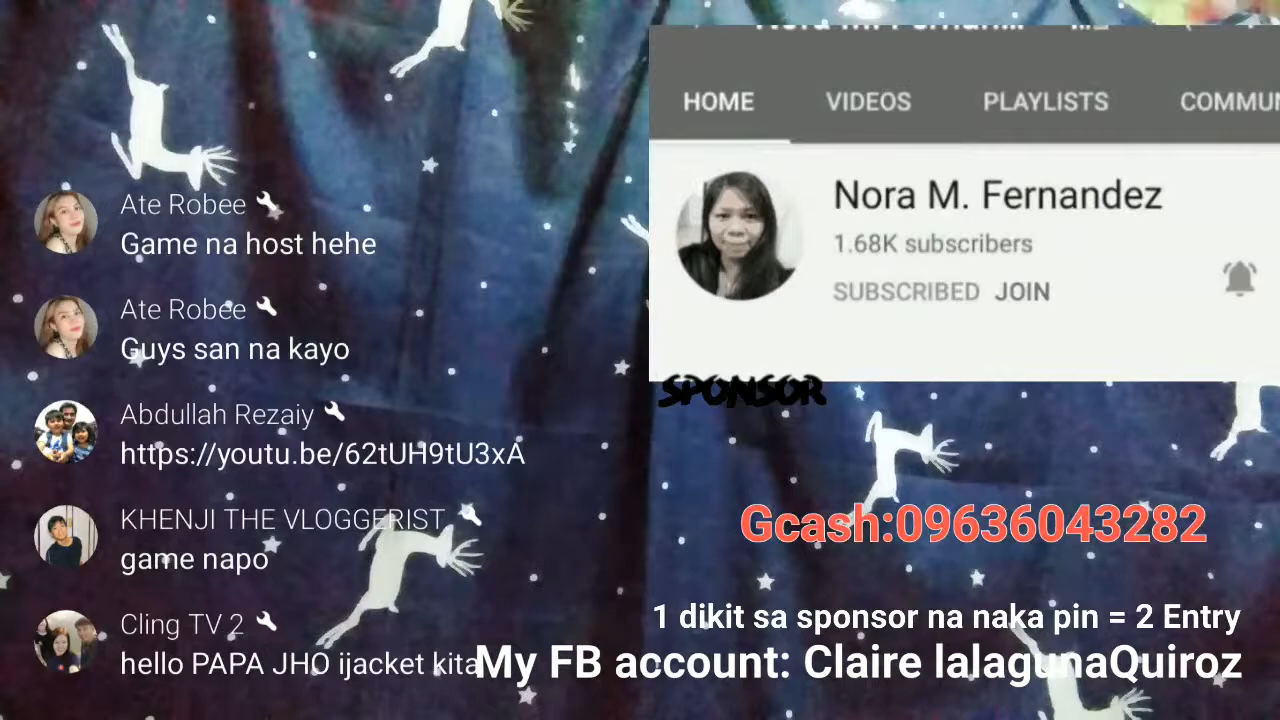 Ate Robee
Game na host hehe
Ate Robee
Guys san na kayo
Abdullah Rezaiy
https://youtu.be/62tUH9tU3xA
KHENJI THE VLOGGERIST
game napo
Cling TV 2
hello PAPA JHO ijacket kita
HOME VIDEOS PLAYLISTS COMMUN
Nora M. Fernandez
1.68K subscribers
SUBSCRIBED JOIN
SPONSOR
Gcash:09636043282
1 dikit sa sponsor na naka pin = 2 Entry
My FB account: Claire lalagunaQuiroz